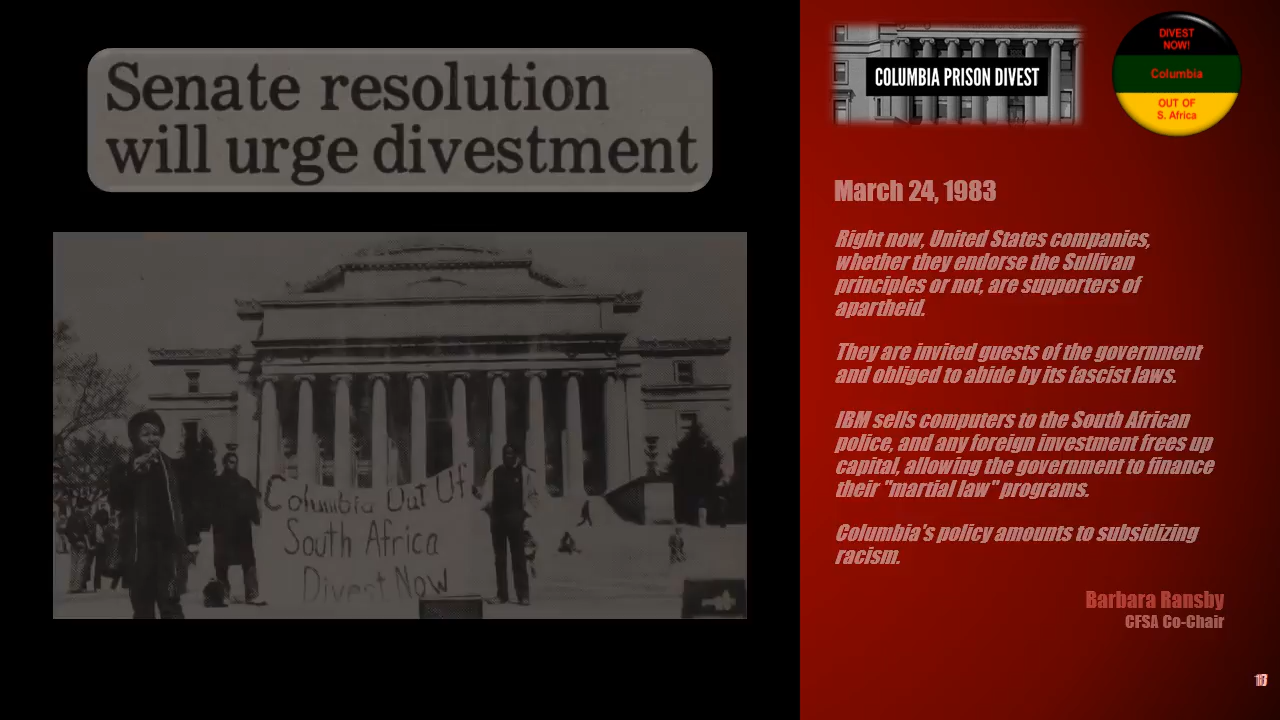 Senate resolution
will urge divestment
Columbia Out Of
South Africa
Divest Now
COLUMBIA PRISON DIVEST
DIVEST
NOW!
Columbia
OUT OF
S. Africa
March 24, 1983
Right now, United States companies,
whether they endorse the Sullivan
principles or not, are supporters of
apartheid.
They are invited guests of the government
and obliged to abide by its fascist laws.
IBM sells computers to the South African
police, and any foreign investment frees up
capital, allowing the government to finance
their "martial law" programs.
Columbia's policy amounts to subsidizing
racism.
Barbara Ransby
CFSA Co-Chair